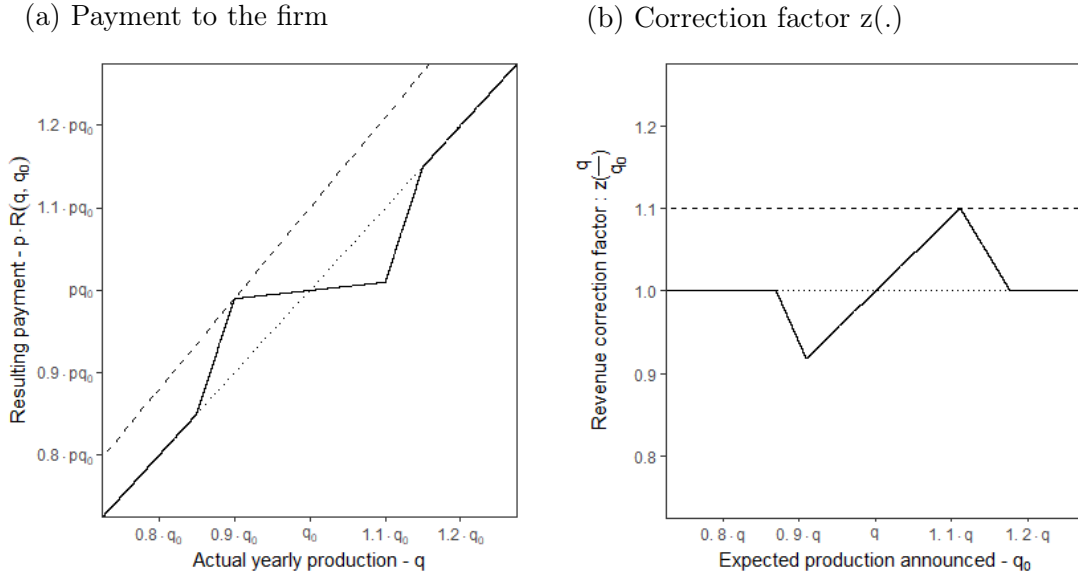 (a) Payment to the firm
(b) Correction factor z(.)
Resulting payment - p · R(q, q₀)
1.2 · pq₀
1.1 · pq₀
pq₀
0.9 · pq₀
0.8 · pq₀
0.8 · q₀
0.9 · q₀
q₀
1.1 · q₀
1.2 · q₀
Actual yearly production - q
Revenue correction factor : z(q/q₀)
1.2
1.1
1.0
0.9
0.8
0.8 · q
0.9 · q
q
1.1 · q
1.2 · q
Expected production announced - q₀